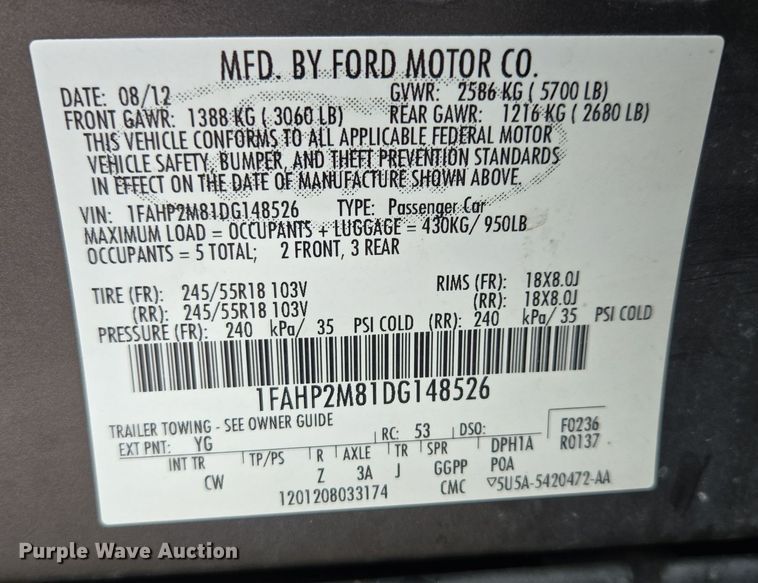 MFD. BY FORD MOTOR CO.
DATE: 08/12 GVWR: 2586 KG ( 5700 LB)
FRONT GAWR: 1388 KG ( 3060 LB) REAR GAWR: 1216 KG ( 2680 LB)
THIS VEHICLE CONFORMS TO ALL APPLICABLE FEDERAL MOTOR
VEHICLE SAFETY, BUMPER, AND THEFT PREVENTION STANDARDS
IN EFFECT ON THE DATE OF MANUFACTURE SHOWN ABOVE.
VIN: 1FAHP2M81DG148526 TYPE: Passenger Car
MAXIMUM LOAD = OCCUPANTS + LUGGAGE = 430KG/ 950LB
OCCUPANTS = 5 TOTAL; 2 FRONT, 3 REAR
TIRE (FR): 245/55R18 103V RIMS (FR): 18X8.0J
(RR): 245/55R18 103V (RR): 18X8.0J
PRESSURE (FR): 240 kPa/ 35 PSI COLD (RR): 240 kPa/ 35 PSI COLD
1FAHP2M81DG148526
TRAILER TOWING - SEE OWNER GUIDE
EXT PNT: YG RC: 53 DSO: F0236
INT TR TP/PS R AXLE TR SPR DPH1A R0137
CW Z 3A J GGPP POA
1201208033174 CMC ▽5U5A-5420472-AA
Purple Wave Auction